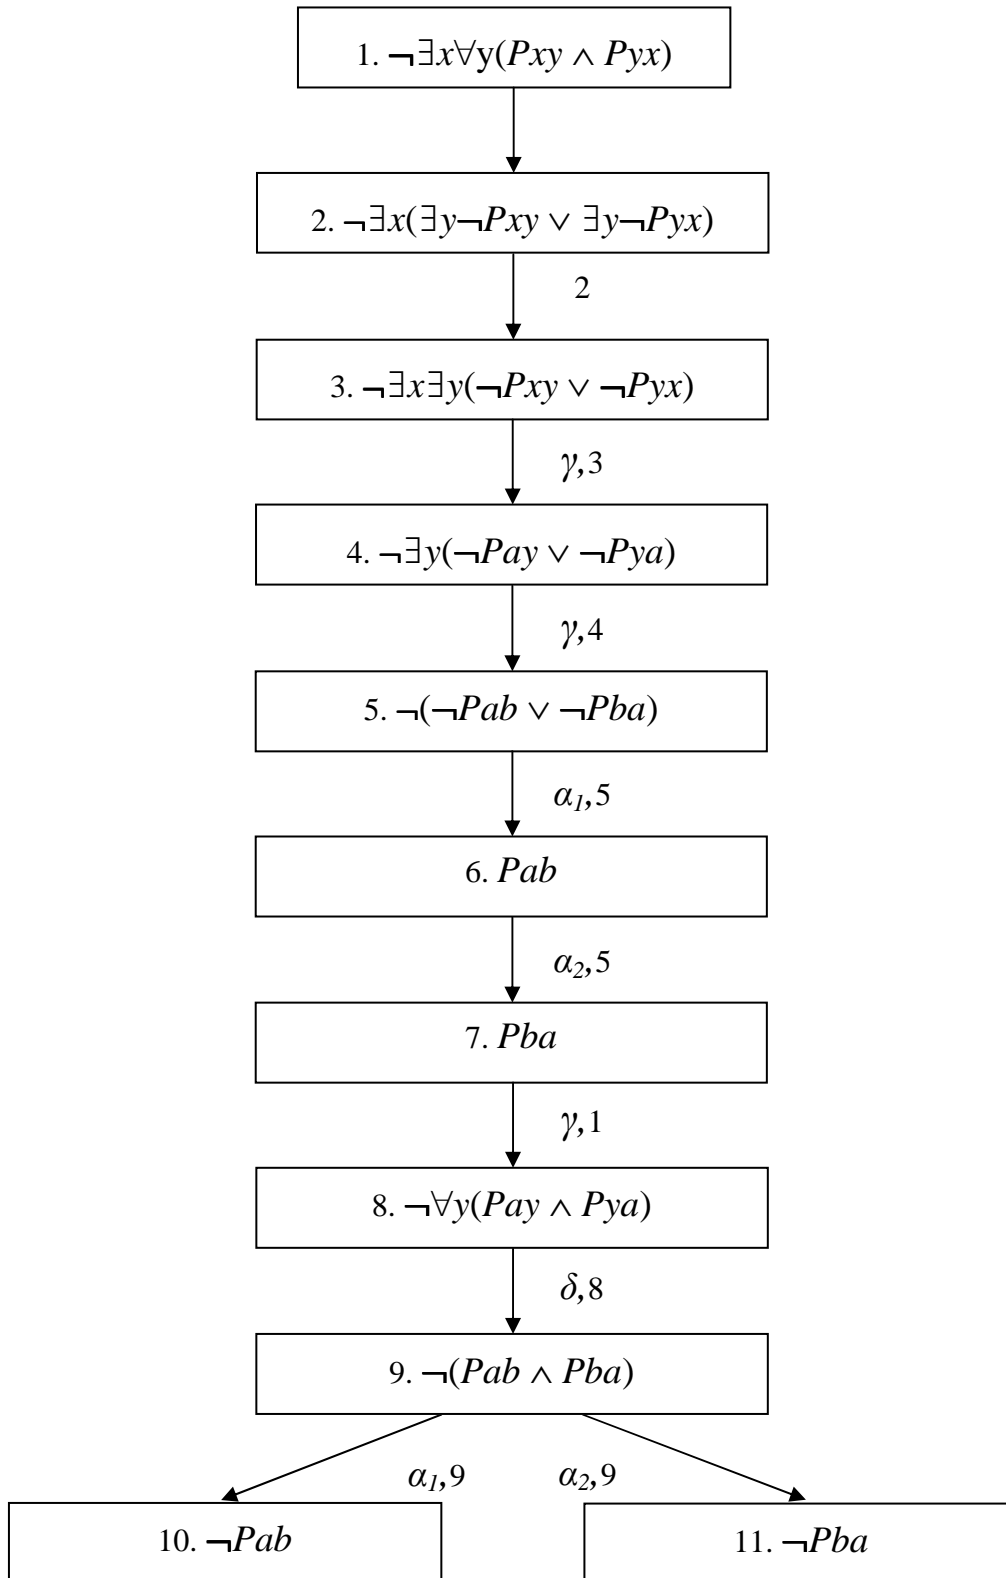 1. ¬∃x∀y(Pxy ∧ Pyx)
2. ¬∃x(∃y¬Pxy ∨ ∃y¬Pyx)
2
3. ¬∃x∃y(¬Pxy ∨ ¬Pyx)
γ,3
4. ¬∃y(¬Pay ∨ ¬Pya)
γ,4
5. ¬(¬Pab ∨ ¬Pba)
α₁,5
6. Pab
α₂,5
7. Pba
γ,1
8. ¬∀y(Pay ∧ Pya)
δ,8
9. ¬(Pab ∧ Pba)
α₁,9 α₂,9
10. ¬Pab 11. ¬Pba